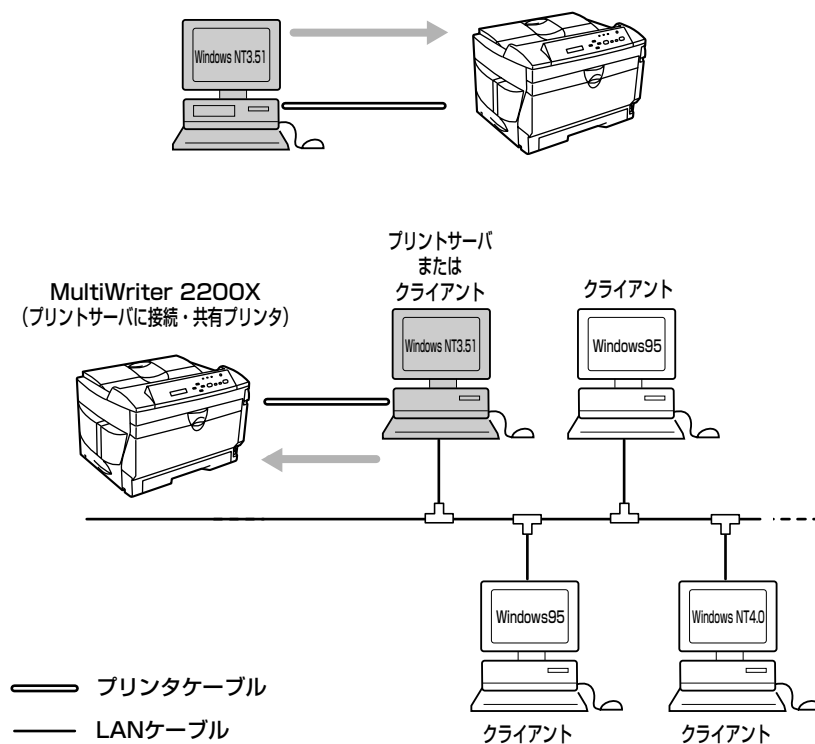 Windows NT3.51
プリントサーバ
または
クライアント
クライアント
MultiWriter 2200X
（プリントサーバに接続・共有プリンタ）
Windows NT3.51
Windows95
Windows95
Windows NT4.0
プリンタケーブル
LANケーブル
クライアント
クライアント